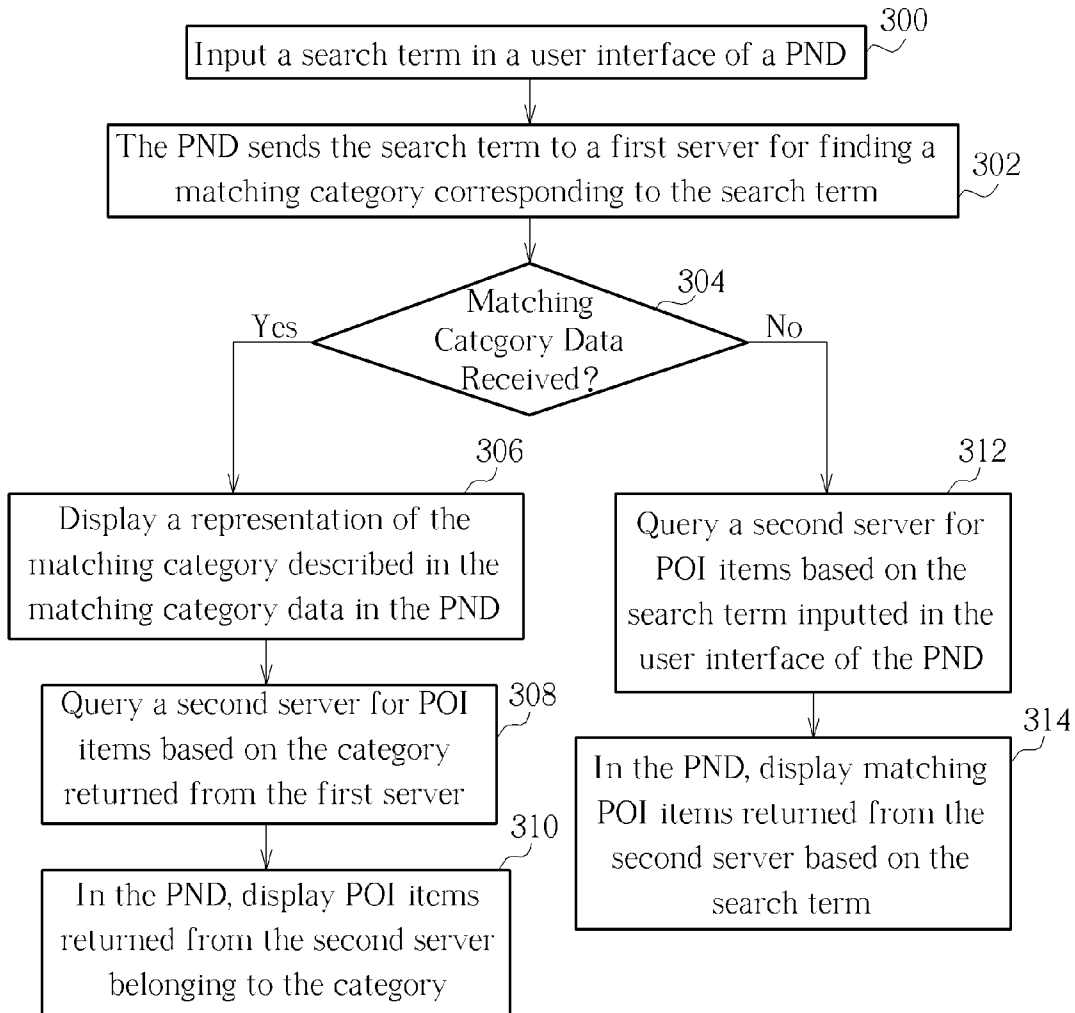 300
Input a search term in a user interface of a PND
The PND sends the search term to a first server for finding a
matching category corresponding to the search term
302
304
Matching
Category Data
Received?
Yes
No
306
Display a representation of the
matching category described in the
matching category data in the PND
308
Query a second server for POI
items based on the category
returned from the first server
310
In the PND, display POI items
returned from the second server
belonging to the category
312
Query a second server for
POI items based on the
search term inputted in the
user interface of the PND
314
In the PND, display matching
POI items returned from the
second server based on the
search term